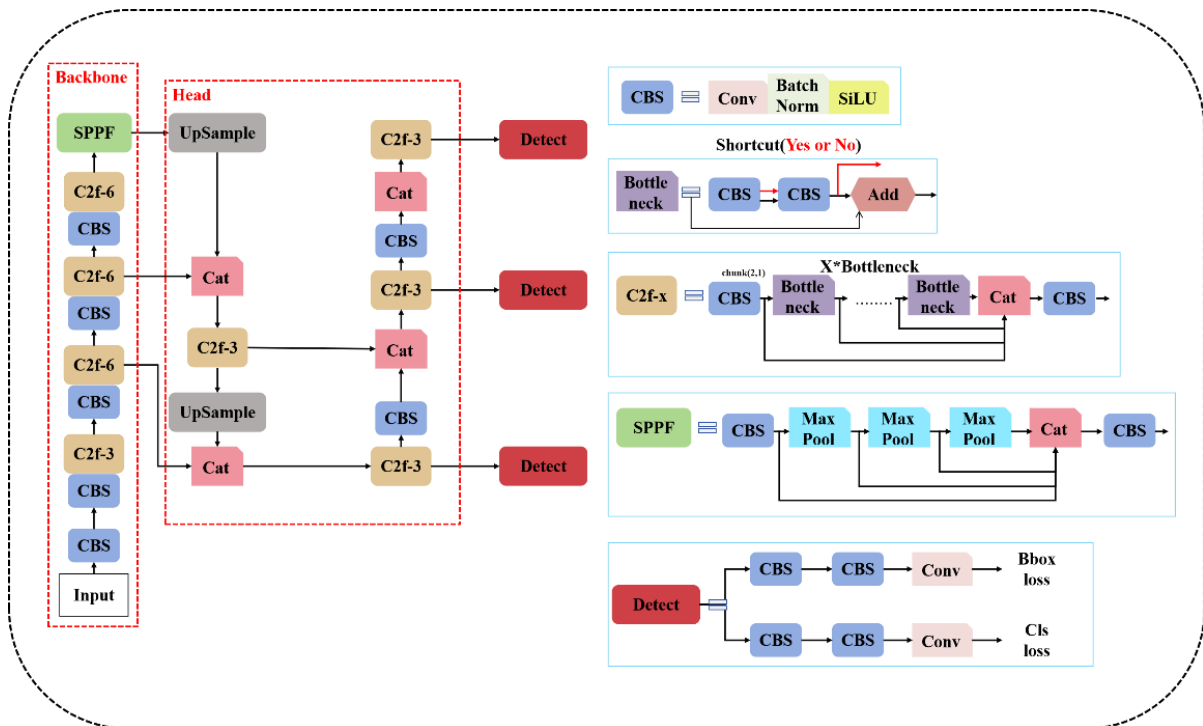 Backbone
SPPF
C2f-6
CBS
C2f-6
CBS
C2f-6
CBS
C2f-3
CBS
CBS
Input
Head
UpSample
Cat
C2f-3
UpSample
Cat
C2f-3
Cat
CBS
C2f-3
Cat
CBS
C2f-3
Detect
Detect
Detect
CBS
Conv
Batch
Norm
SiLU
Shortcut(Yes or No)
Bottle
neck
CBS
CBS
Add
X*Bottleneck
chunk(2,1)
C2f-x
CBS
Bottle
neck
........
Bottle
neck
Cat
CBS
SPPF
CBS
Max
Pool
Max
Pool
Max
Pool
Cat
CBS
Detect
CBS
CBS
Conv
Bbox
loss
CBS
CBS
Conv
Cls
loss